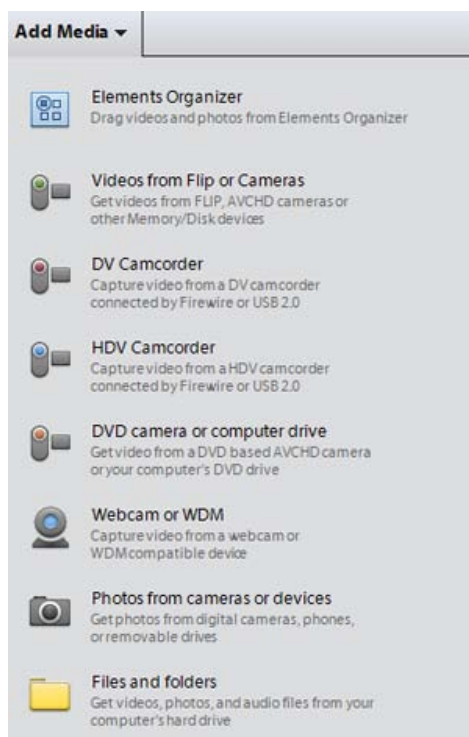 Add Media
Elements Organizer
Drag videos and photos from Elements Organizer
Videos from Flip or Cameras
Get videos from FLIP, AVCHD cameras or
other Memory/Disk devices
DV Camcorder
Capture video from a DV camcorder
connected by Firewire or USB 2.0
HDV Camcorder
Capture video from a HDV camcorder
connected by Firewire or USB 2.0
DVD camera or computer drive
Get video from a DVD based AVCHD camera
or your computer's DVD drive
Webcam or WDM
Capture video from a webcam or
WDM compatible device
Photos from cameras or devices
Get photos from digital cameras, phones,
or removable drives
Files and folders
Get videos, photos, and audio files from your
computer's hard drive